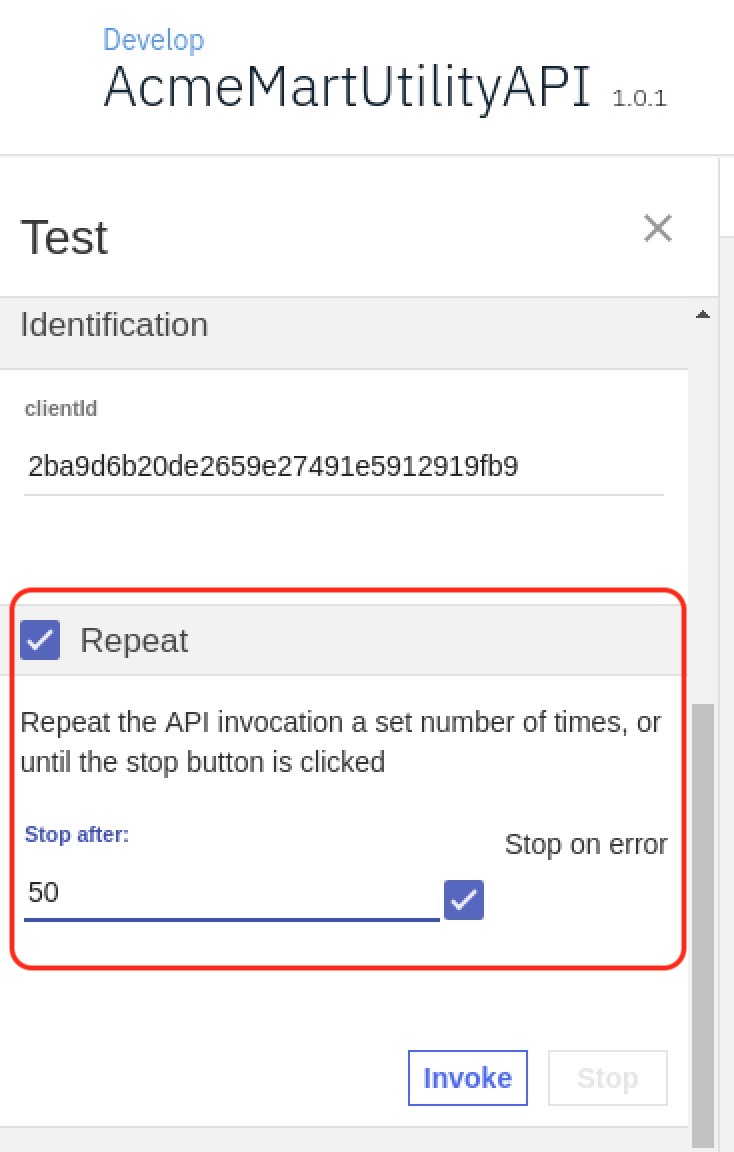 Develop
AcmeMartUtilityAPI 1.0.1
Test
Identification
clientId
2ba9d6b20de2659e27491e5912919fb9
Repeat
Repeat the API invocation a set number of times, or
until the stop button is clicked
Stop after:
Stop on error
50
Invoke Stop